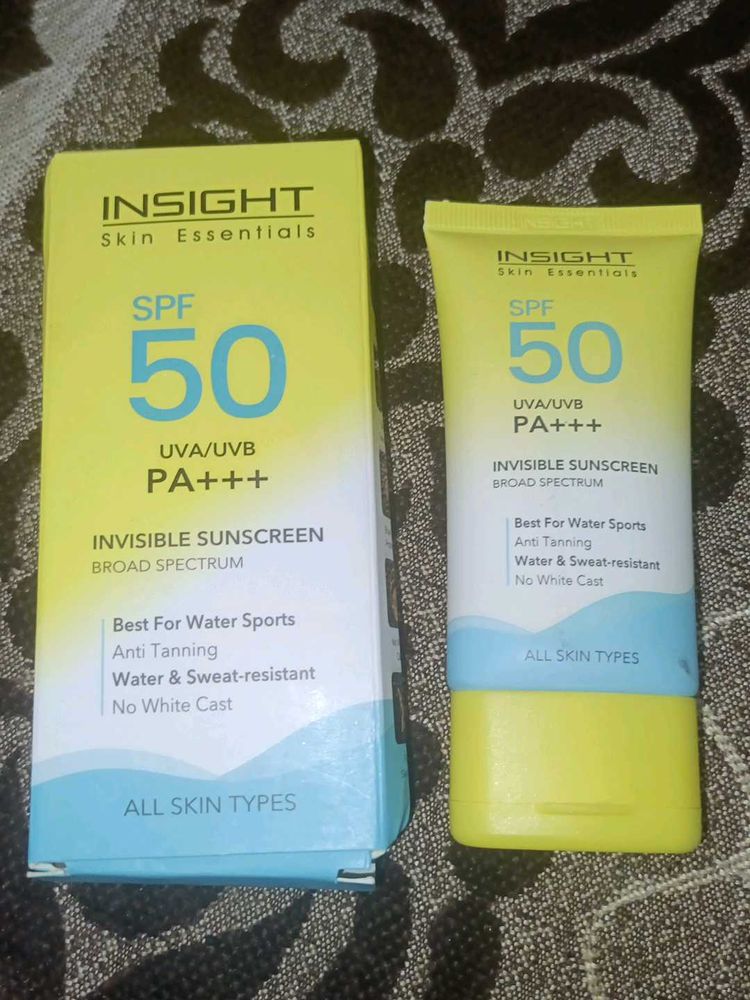 INSIGHT
Skin Essentials
SPF
50
UVA/UVB
PA+++
INVISIBLE SUNSCREEN
BROAD SPECTRUM
Best For Water Sports
Anti Tanning
Water & Sweat-resistant
No White Cast
ALL SKIN TYPES
INSIGHT
INSIGHT
Skin Essentials
SPF
50
UVA/UVB
PA+++
INVISIBLE SUNSCREEN
BROAD SPECTRUM
Best For Water Sports
Anti Tanning
Water & Sweat-resistant
No White Cast
ALL SKIN TYPES